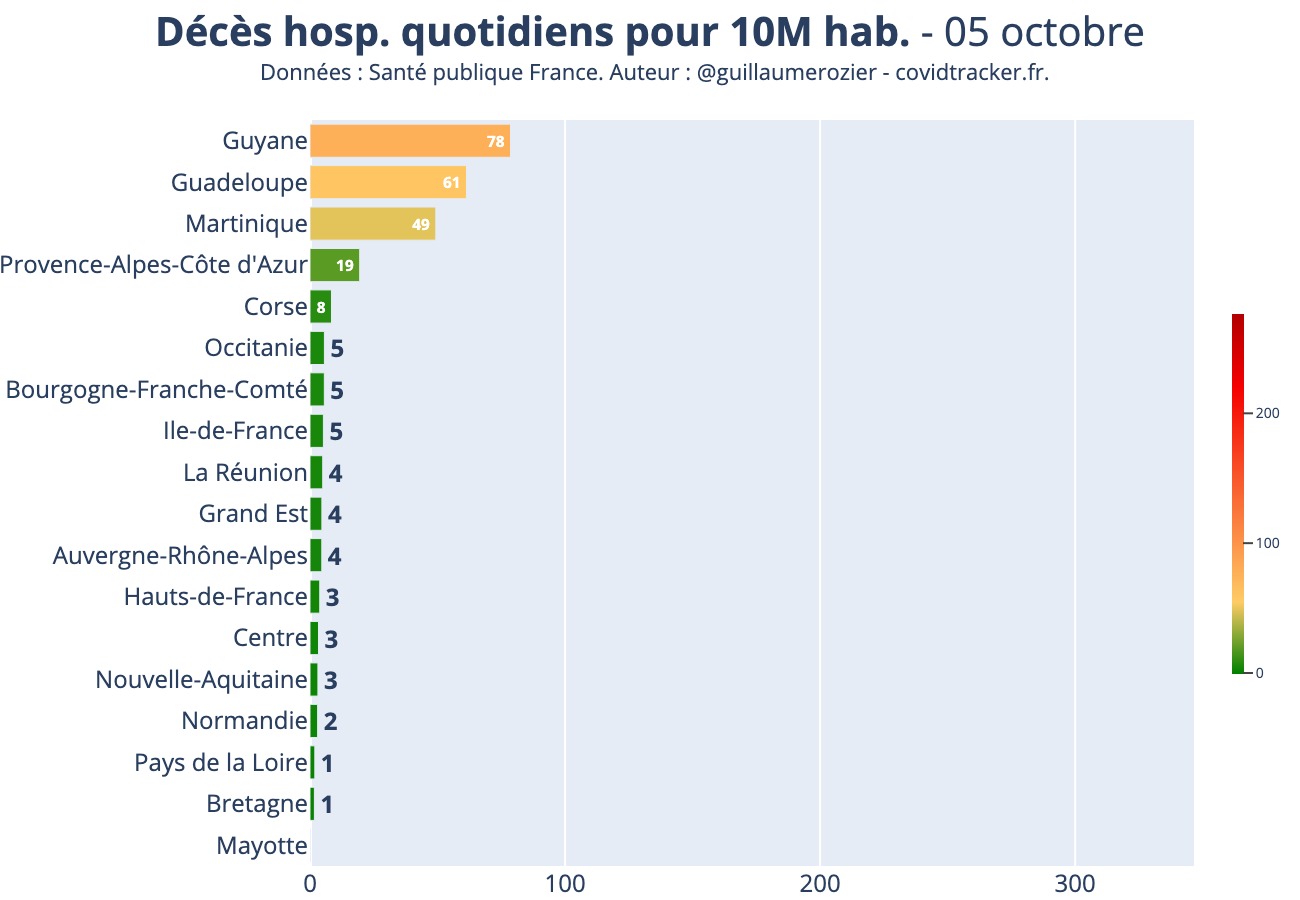 Décès hosp. quotidiens pour 10M hab. - 05 octobre
Données : Santé publique France. Auteur : @guillaumerozier - covidtracker.fr.
Guyane 78
Guadeloupe 61
Martinique 49
Provence-Alpes-Côte d'Azur 19
Corse 8
Occitanie 5
Bourgogne-Franche-Comté 5
Ile-de-France 5
La Réunion 4
Grand Est 4
Auvergne-Rhône-Alpes 4
Hauts-de-France 3
Centre 3
Nouvelle-Aquitaine 3
Normandie 2
Pays de la Loire 1
Bretagne 1
Mayotte
0 100 200 300
200
100
0